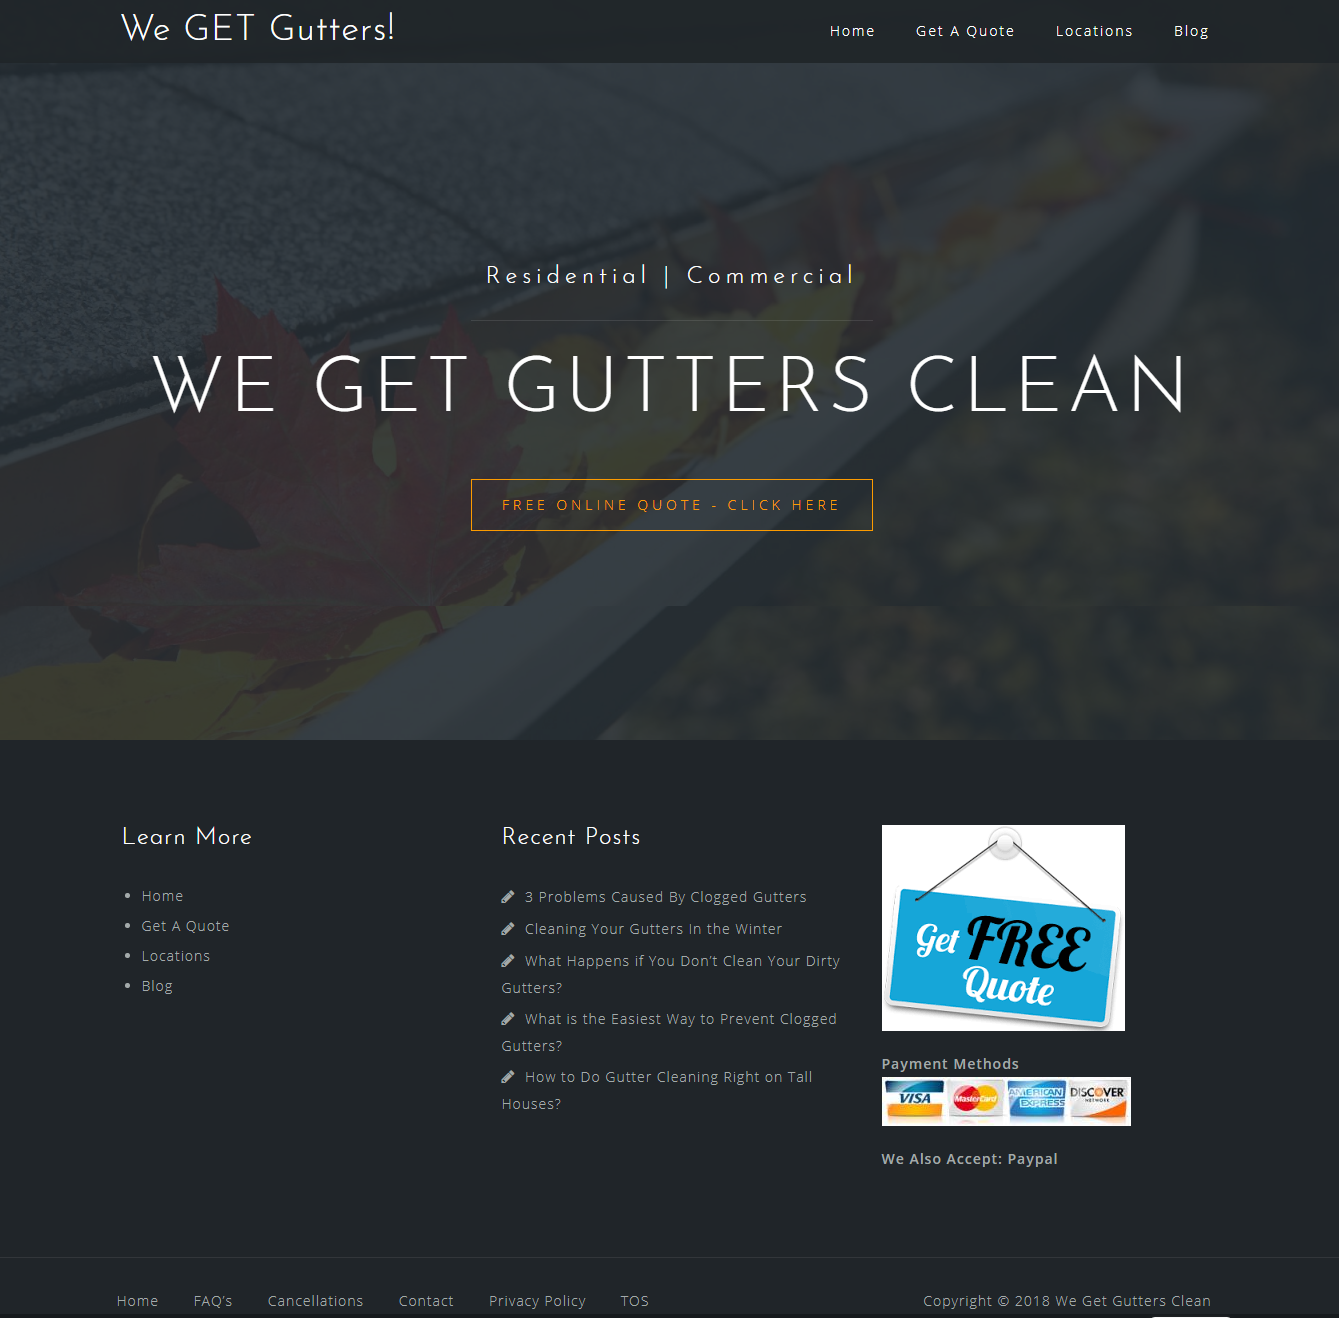 We GET Gutters!
Home Get A Quote Locations Blog
Residential | Commercial
WE GET GUTTERS CLEAN
FREE ONLINE QUOTE - CLICK HERE
Learn More
Home
Get A Quote
Locations
Blog
Recent Posts
3 Problems Caused By Clogged Gutters
Cleaning Your Gutters In the Winter
What Happens if You Don’t Clean Your Dirty
Gutters?
What is the Easiest Way to Prevent Clogged
Gutters?
How to Do Gutter Cleaning Right on Tall
Houses?
Get FREE
Quote
Payment Methods
VISA MasterCard AMERICAN EXPRESS DISCOVER NETWORK
We Also Accept: Paypal
Home FAQ’s Cancellations Contact Privacy Policy TOS
Copyright © 2018 We Get Gutters Clean